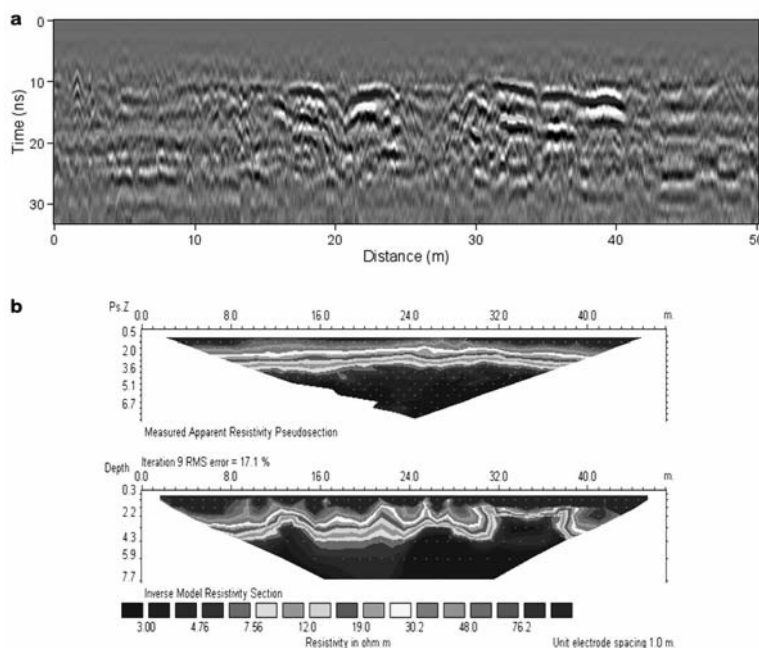 a
0
10
20
30
Time (ns)
0 10 20 30 40 50
Distance (m)
b
Ps.Z 0.0 8.0 16.0 24.0 32.0 40.0 m.
0.5
2.0
3.6
5.1
6.7
Measured Apparent Resistivity Pseudosection
Depth Iteration 9 RMS error = 17.1 %
0.0 8.0 16.0 24.0 32.0 40.0 m.
0.3
2.2
4.3
5.9
7.7
Inverse Model Resistivity Section
3.00 4.76 7.56 12.0 19.0 30.2 48.0 76.2
Resistivity in ohm m Unit electrode spacing 1.0 m.